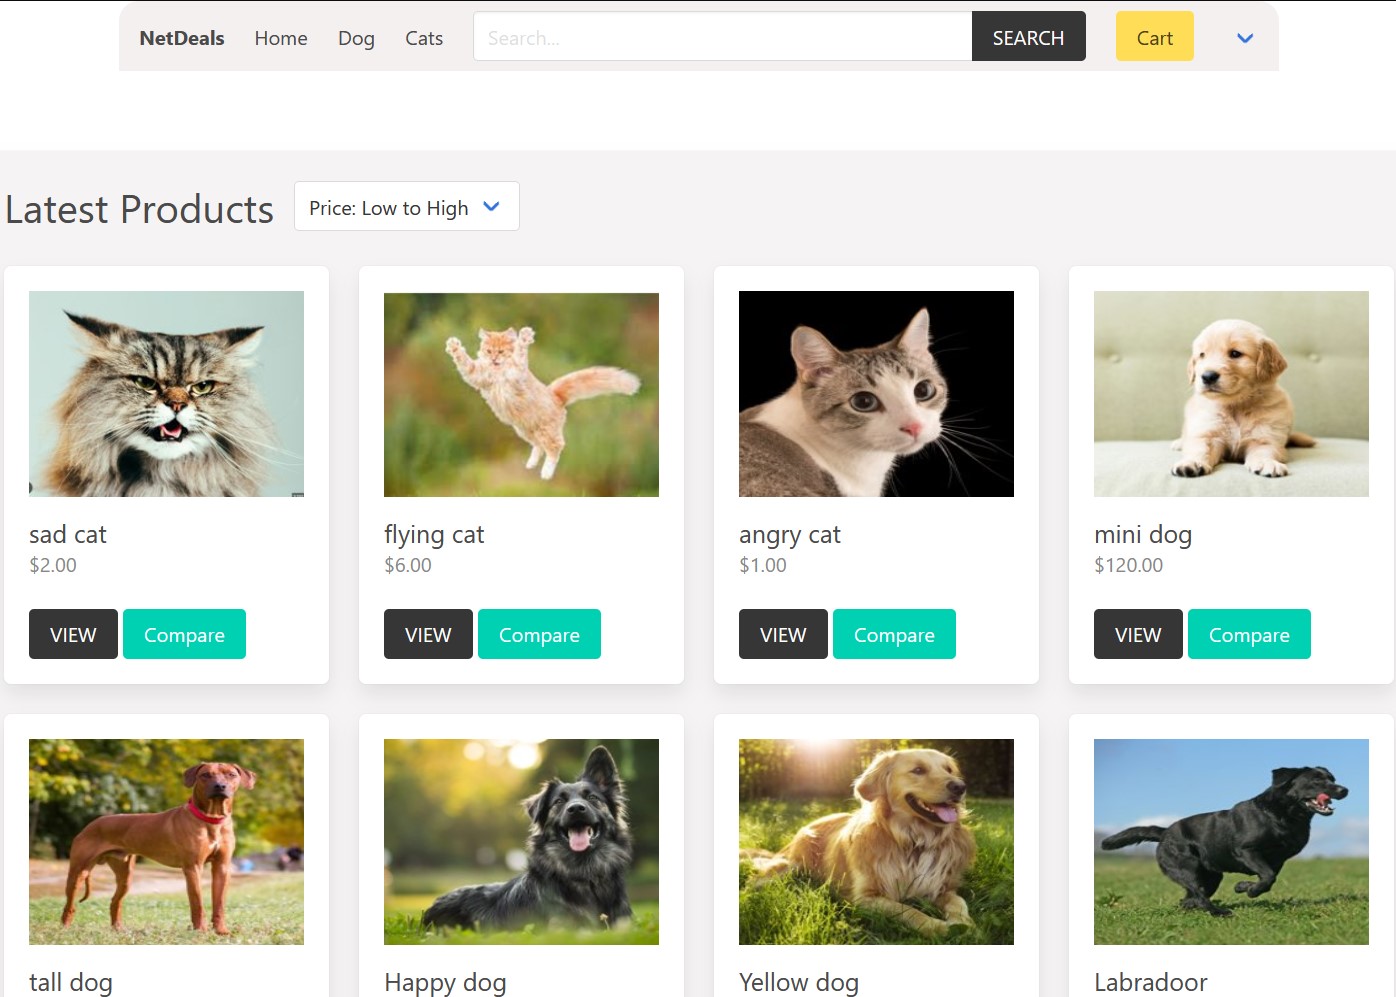 NetDeals Home Dog Cats Search... SEARCH Cart
Latest Products Price: Low to High
sad cat flying cat angry cat mini dog
$2.00 $6.00 $1.00 $120.00
VIEW Compare VIEW Compare VIEW Compare VIEW Compare
tall dog Happy dog Yellow dog Labradoor